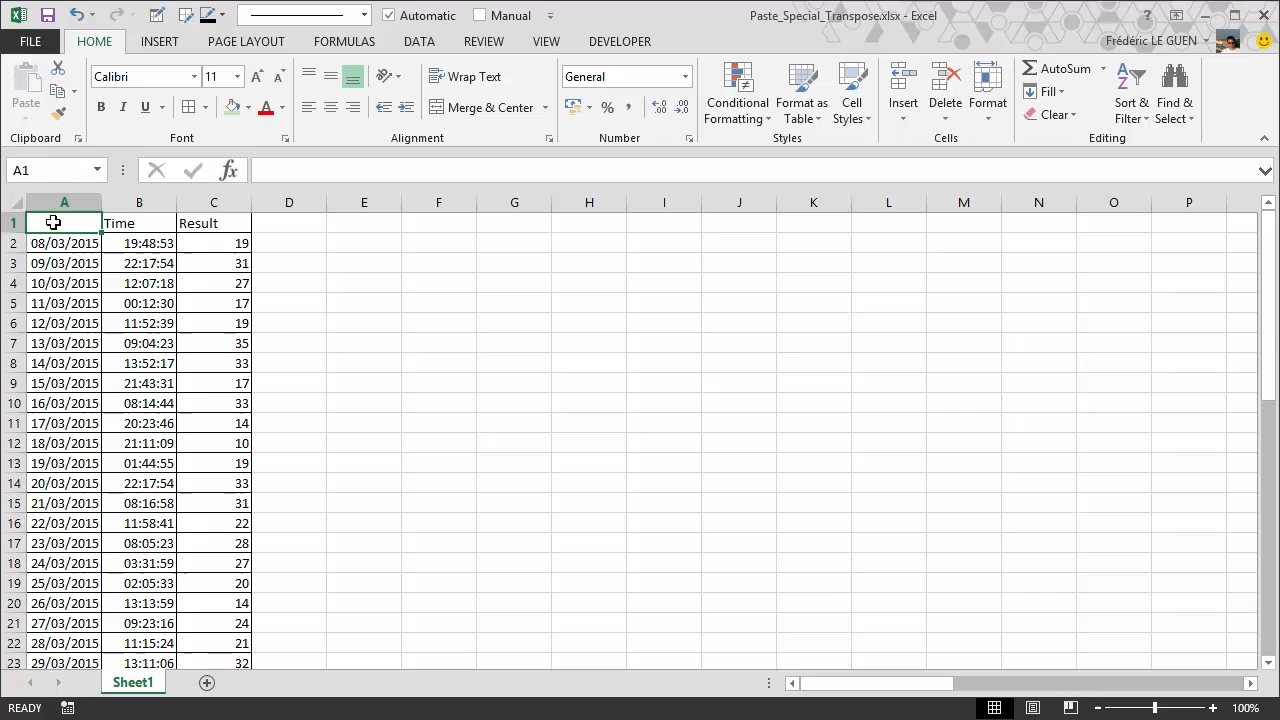 Automatic Manual Paste_Special_Transpose.xlsx - Excel ?
FILE HOME INSERT PAGE LAYOUT FORMULAS DATA REVIEW VIEW DEVELOPER Frédéric LE GUEN
Paste
Calibri 11 A A
B I U A
Wrap Text
Merge & Center
General
% ,
Conditional Formatting
Format as Table
Cell Styles
Insert Delete Format
AutoSum
Fill
Clear
Sort & Filter
Find & Select
Clipboard Font Alignment Number Styles Cells Editing
A1 fx
A B C D E F G H I J K L M N O P
1 Time Result
2 08/03/2015 19:48:53 19
3 09/03/2015 22:17:54 31
4 10/03/2015 12:07:18 27
5 11/03/2015 00:12:30 17
6 12/03/2015 11:52:39 19
7 13/03/2015 09:04:23 35
8 14/03/2015 13:52:17 33
9 15/03/2015 21:43:31 17
10 16/03/2015 08:14:44 33
11 17/03/2015 20:23:46 14
12 18/03/2015 21:11:09 10
13 19/03/2015 01:44:55 19
14 20/03/2015 22:17:54 33
15 21/03/2015 08:16:58 31
16 22/03/2015 11:58:41 22
17 23/03/2015 08:05:23 28
18 24/03/2015 03:31:59 27
19 25/03/2015 02:05:33 20
20 26/03/2015 13:13:59 14
21 27/03/2015 09:23:16 24
22 28/03/2015 11:15:24 21
23 29/03/2015 13:11:06 32
Sheet1
READY 100%